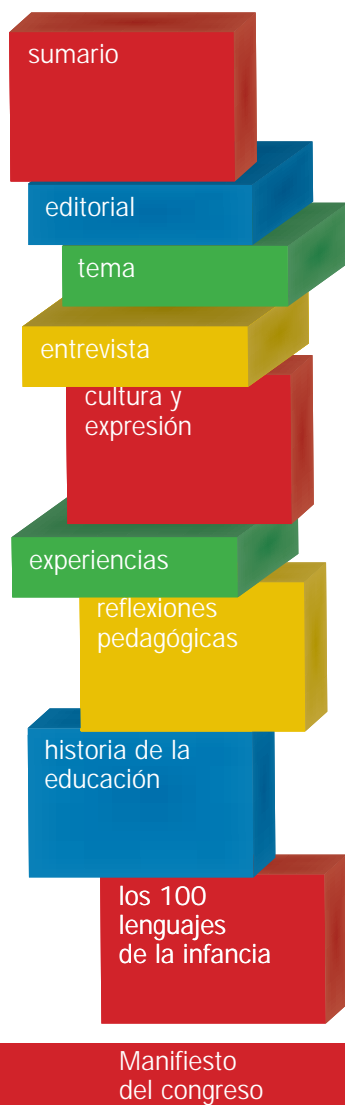 sumario
editorial
tema
entrevista
cultura y
expresión
experiencias
reflexiones
pedagógicas
historia de la
educación
los 100
lenguajes
de la infancia
Manifiesto
del congreso